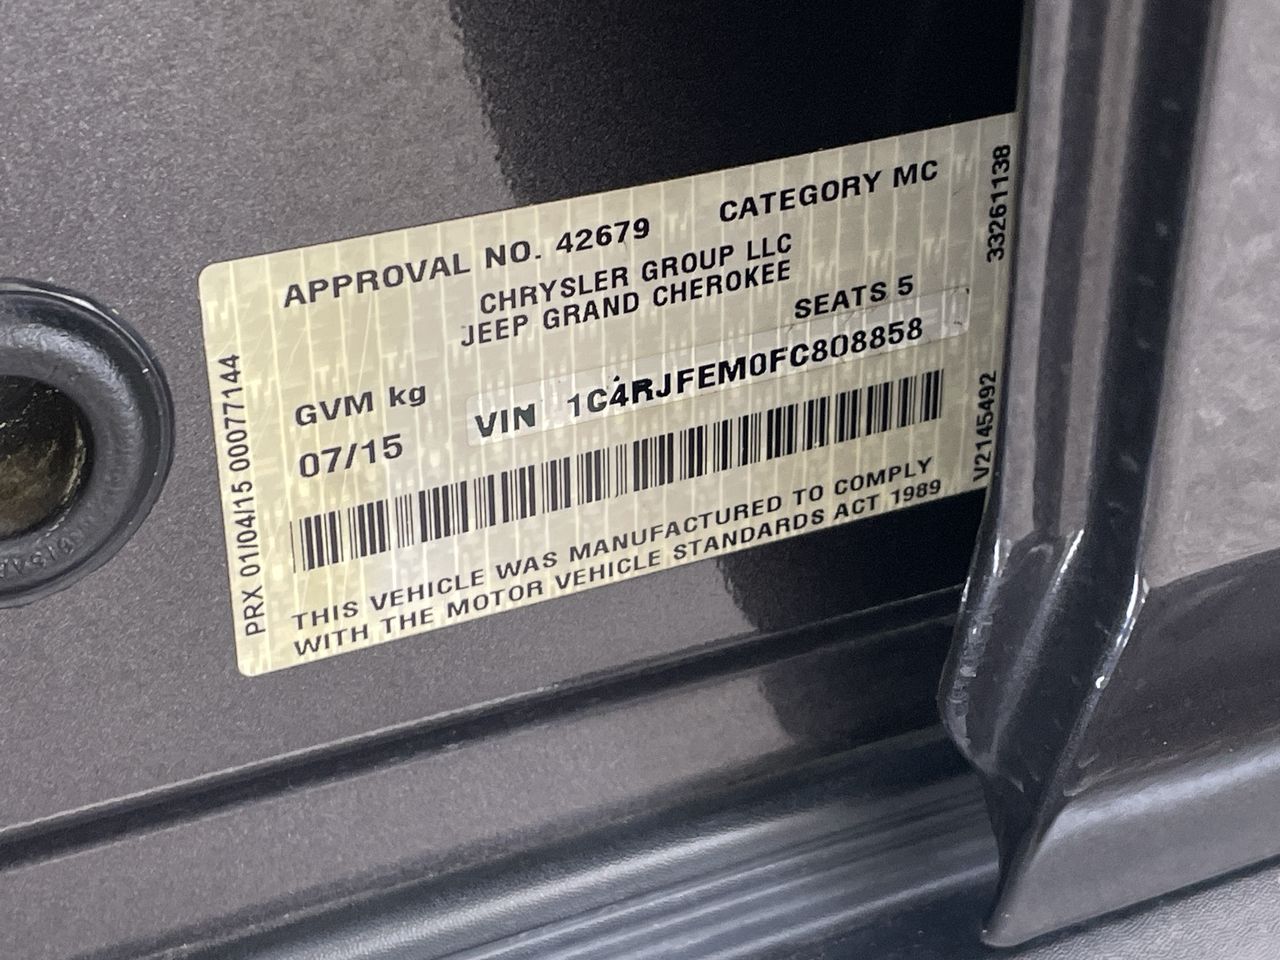 APPROVAL NO. 42679 CATEGORY MC
CHRYSLER GROUP LLC
JEEP GRAND CHEROKEE
SEATS 5
GVM kg
VIN 1C4RJFEM0FC808858
07/15
THIS VEHICLE WAS MANUFACTURED TO COMPLY
WITH THE MOTOR VEHICLE STANDARDS ACT 1989
PRX 01/04/15 00077144
33261138
V2145492